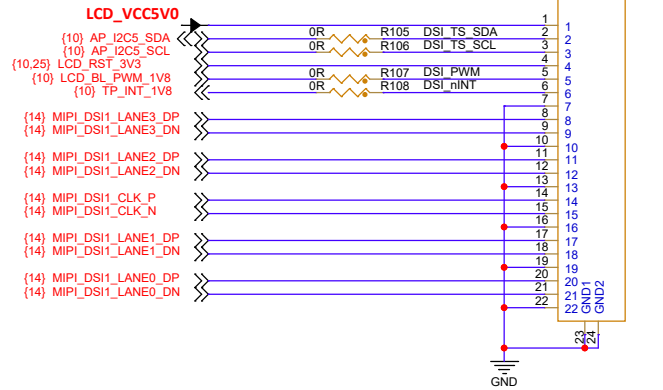 LCD_VCC5V0
1 1
{10} AP_I2C5_SDA 0R R105 DSI_TS_SDA 2 2
{10} AP_I2C5_SCL 0R R106 DSI_TS_SCL 3 3
{10,25} LCD_RST_3V3 4 4
{10} LCD_BL_PWM_1V8 0R R107 DSI_PWM 5 5
{10} TP_INT_1V8 0R R108 DSI_nINT 6 6
7 7
{14} MIPI_DSI1_LANE3_DP 8 8
{14} MIPI_DSI1_LANE3_DN 9 9
10 10
{14} MIPI_DSI1_LANE2_DP 11 11
{14} MIPI_DSI1_LANE2_DN 12 12
13 13
{14} MIPI_DSI1_CLK_P 14 14
{14} MIPI_DSI1_CLK_N 15 15
16 16
{14} MIPI_DSI1_LANE1_DP 17 17
{14} MIPI_DSI1_LANE1_DN 18 18
19 19
{14} MIPI_DSI1_LANE0_DP 20 20
{14} MIPI_DSI1_LANE0_DN 21 21
22 22
GND1 GND2
23 24
GND